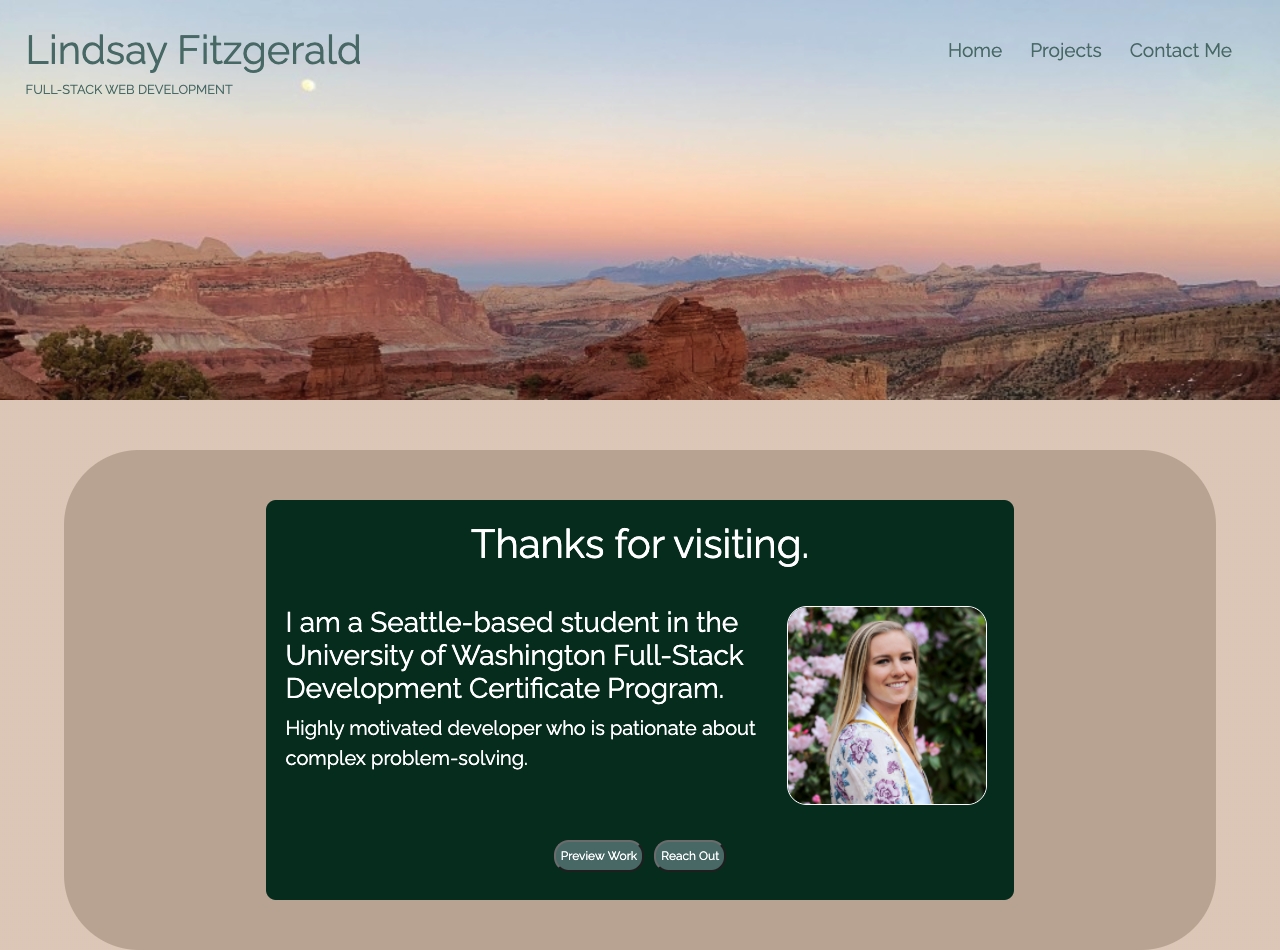 Lindsay Fitzgerald
Home Projects Contact Me
FULL-STACK WEB DEVELOPMENT
Thanks for visiting.
I am a Seattle-based student in the
University of Washington Full-Stack
Development Certificate Program.
Highly motivated developer who is pationate about
complex problem-solving.
Preview Work Reach Out